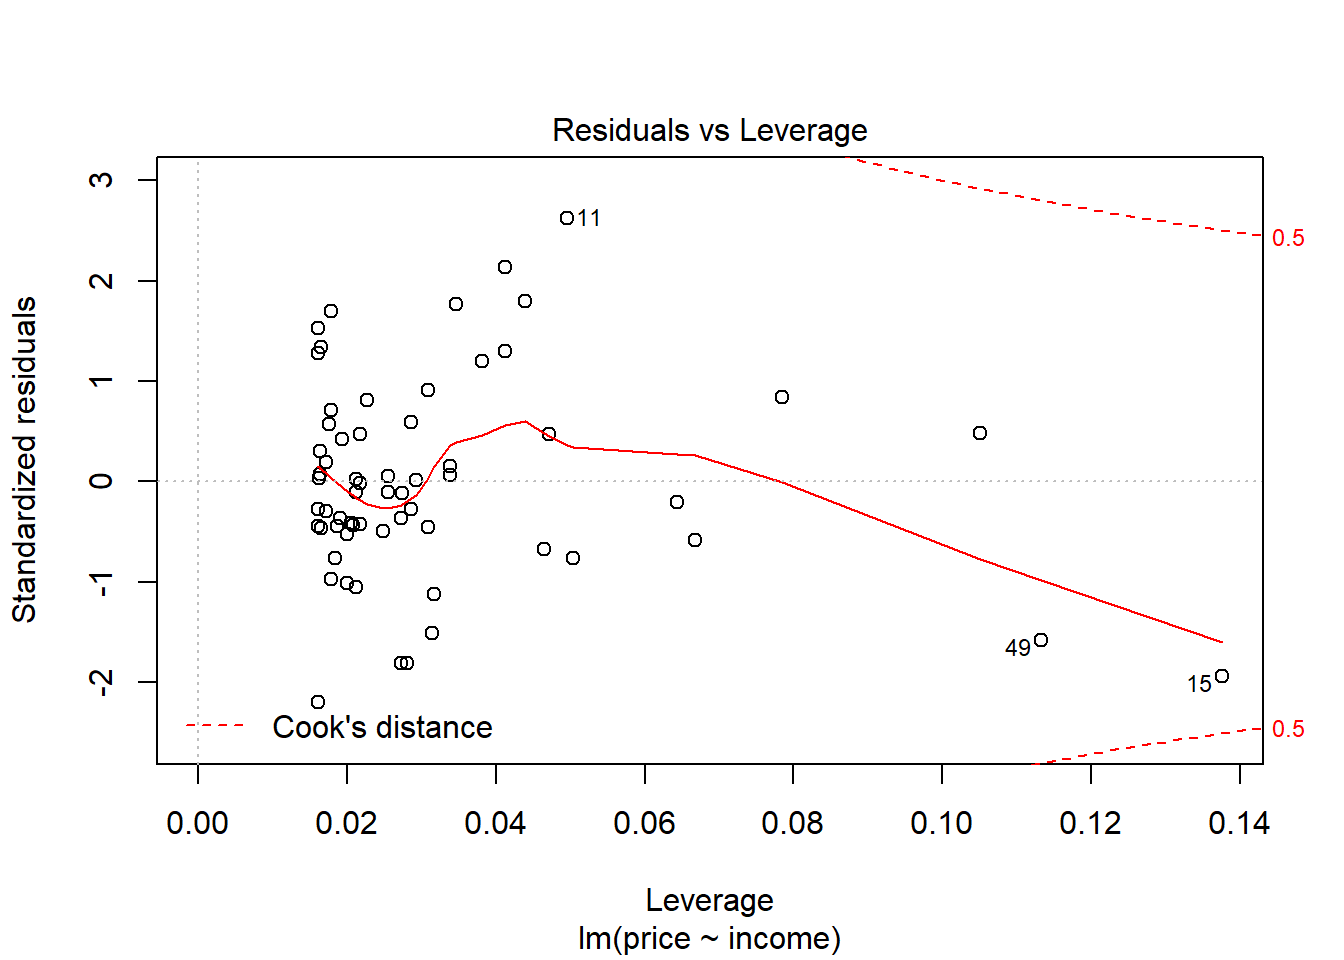 Residuals vs Leverage
Standardized residuals
3
2
1
0
-1
-2
11
49
15
0.5
0.5
Cook's distance
0.00 0.02 0.04 0.06 0.08 0.10 0.12 0.14
Leverage
lm(price ~ income)